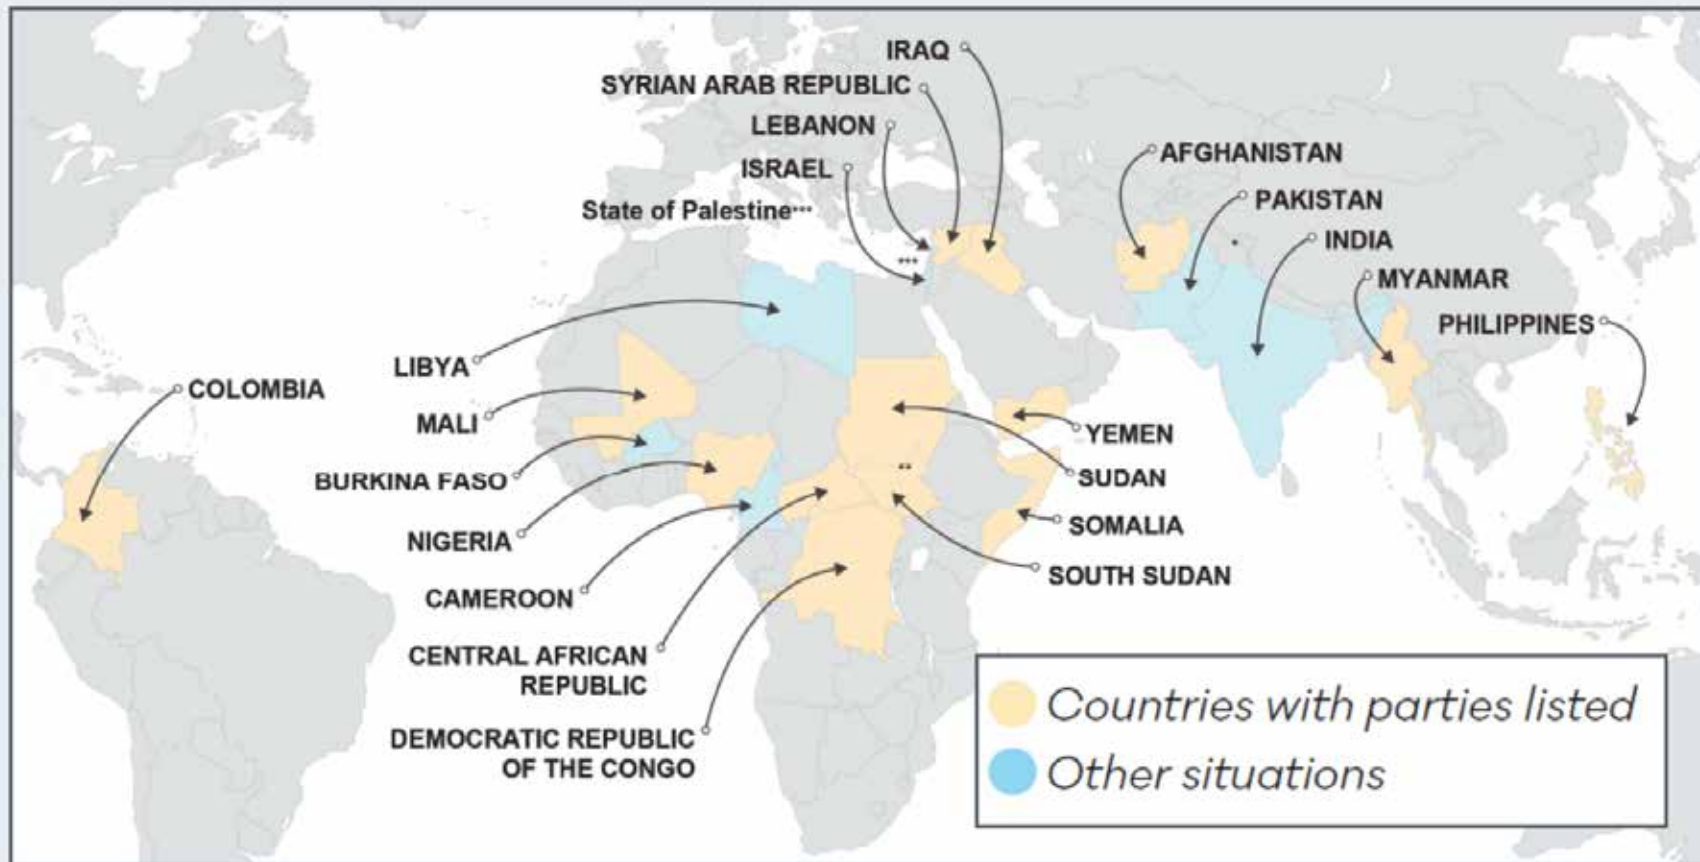 IRAQ
SYRIAN ARAB REPUBLIC
LEBANON
ISRAEL
State of Palestine***
***
AFGHANISTAN
PAKISTAN
*
INDIA
MYANMAR
PHILIPPINES
LIBYA
COLOMBIA
MALI
BURKINA FASO
NIGERIA
CAMEROON
CENTRAL AFRICAN
REPUBLIC
DEMOCRATIC REPUBLIC
OF THE CONGO
YEMEN
**
SUDAN
SOMALIA
SOUTH SUDAN
Countries with parties listed
Other situations